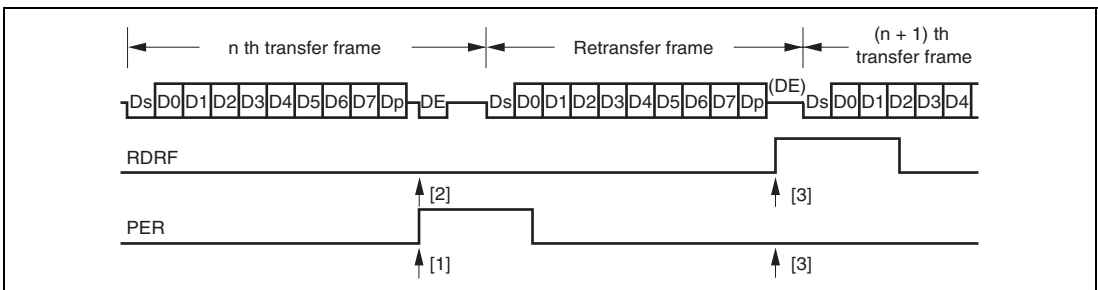 n th transfer frame Retransfer frame (n + 1) th
transfer frame
Ds D0 D1 D2 D3 D4 D5 D6 D7 Dp DE Ds D0 D1 D2 D3 D4 D5 D6 D7 Dp (DE) Ds D0 D1 D2 D3 D4
RDRF
[2] [3]
PER
[1] [3]